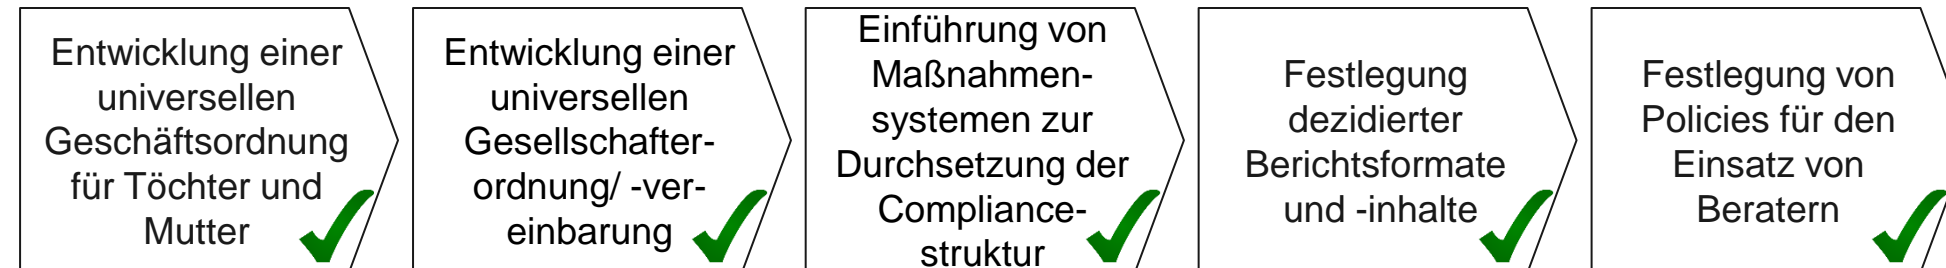 Entwicklung einer
universellen
Geschäftsordnung
für Töchter und
Mutter
Entwicklung einer
universellen
Gesellschafter-
ordnung/ -ver-
einbarung
Einführung von
Maßnahmen-
systemen zur
Durchsetzung der
Compliance-
struktur
Festlegung
dezidierter
Berichtsformate
und -inhalte
Festlegung von
Policies für den
Einsatz von
Beratern